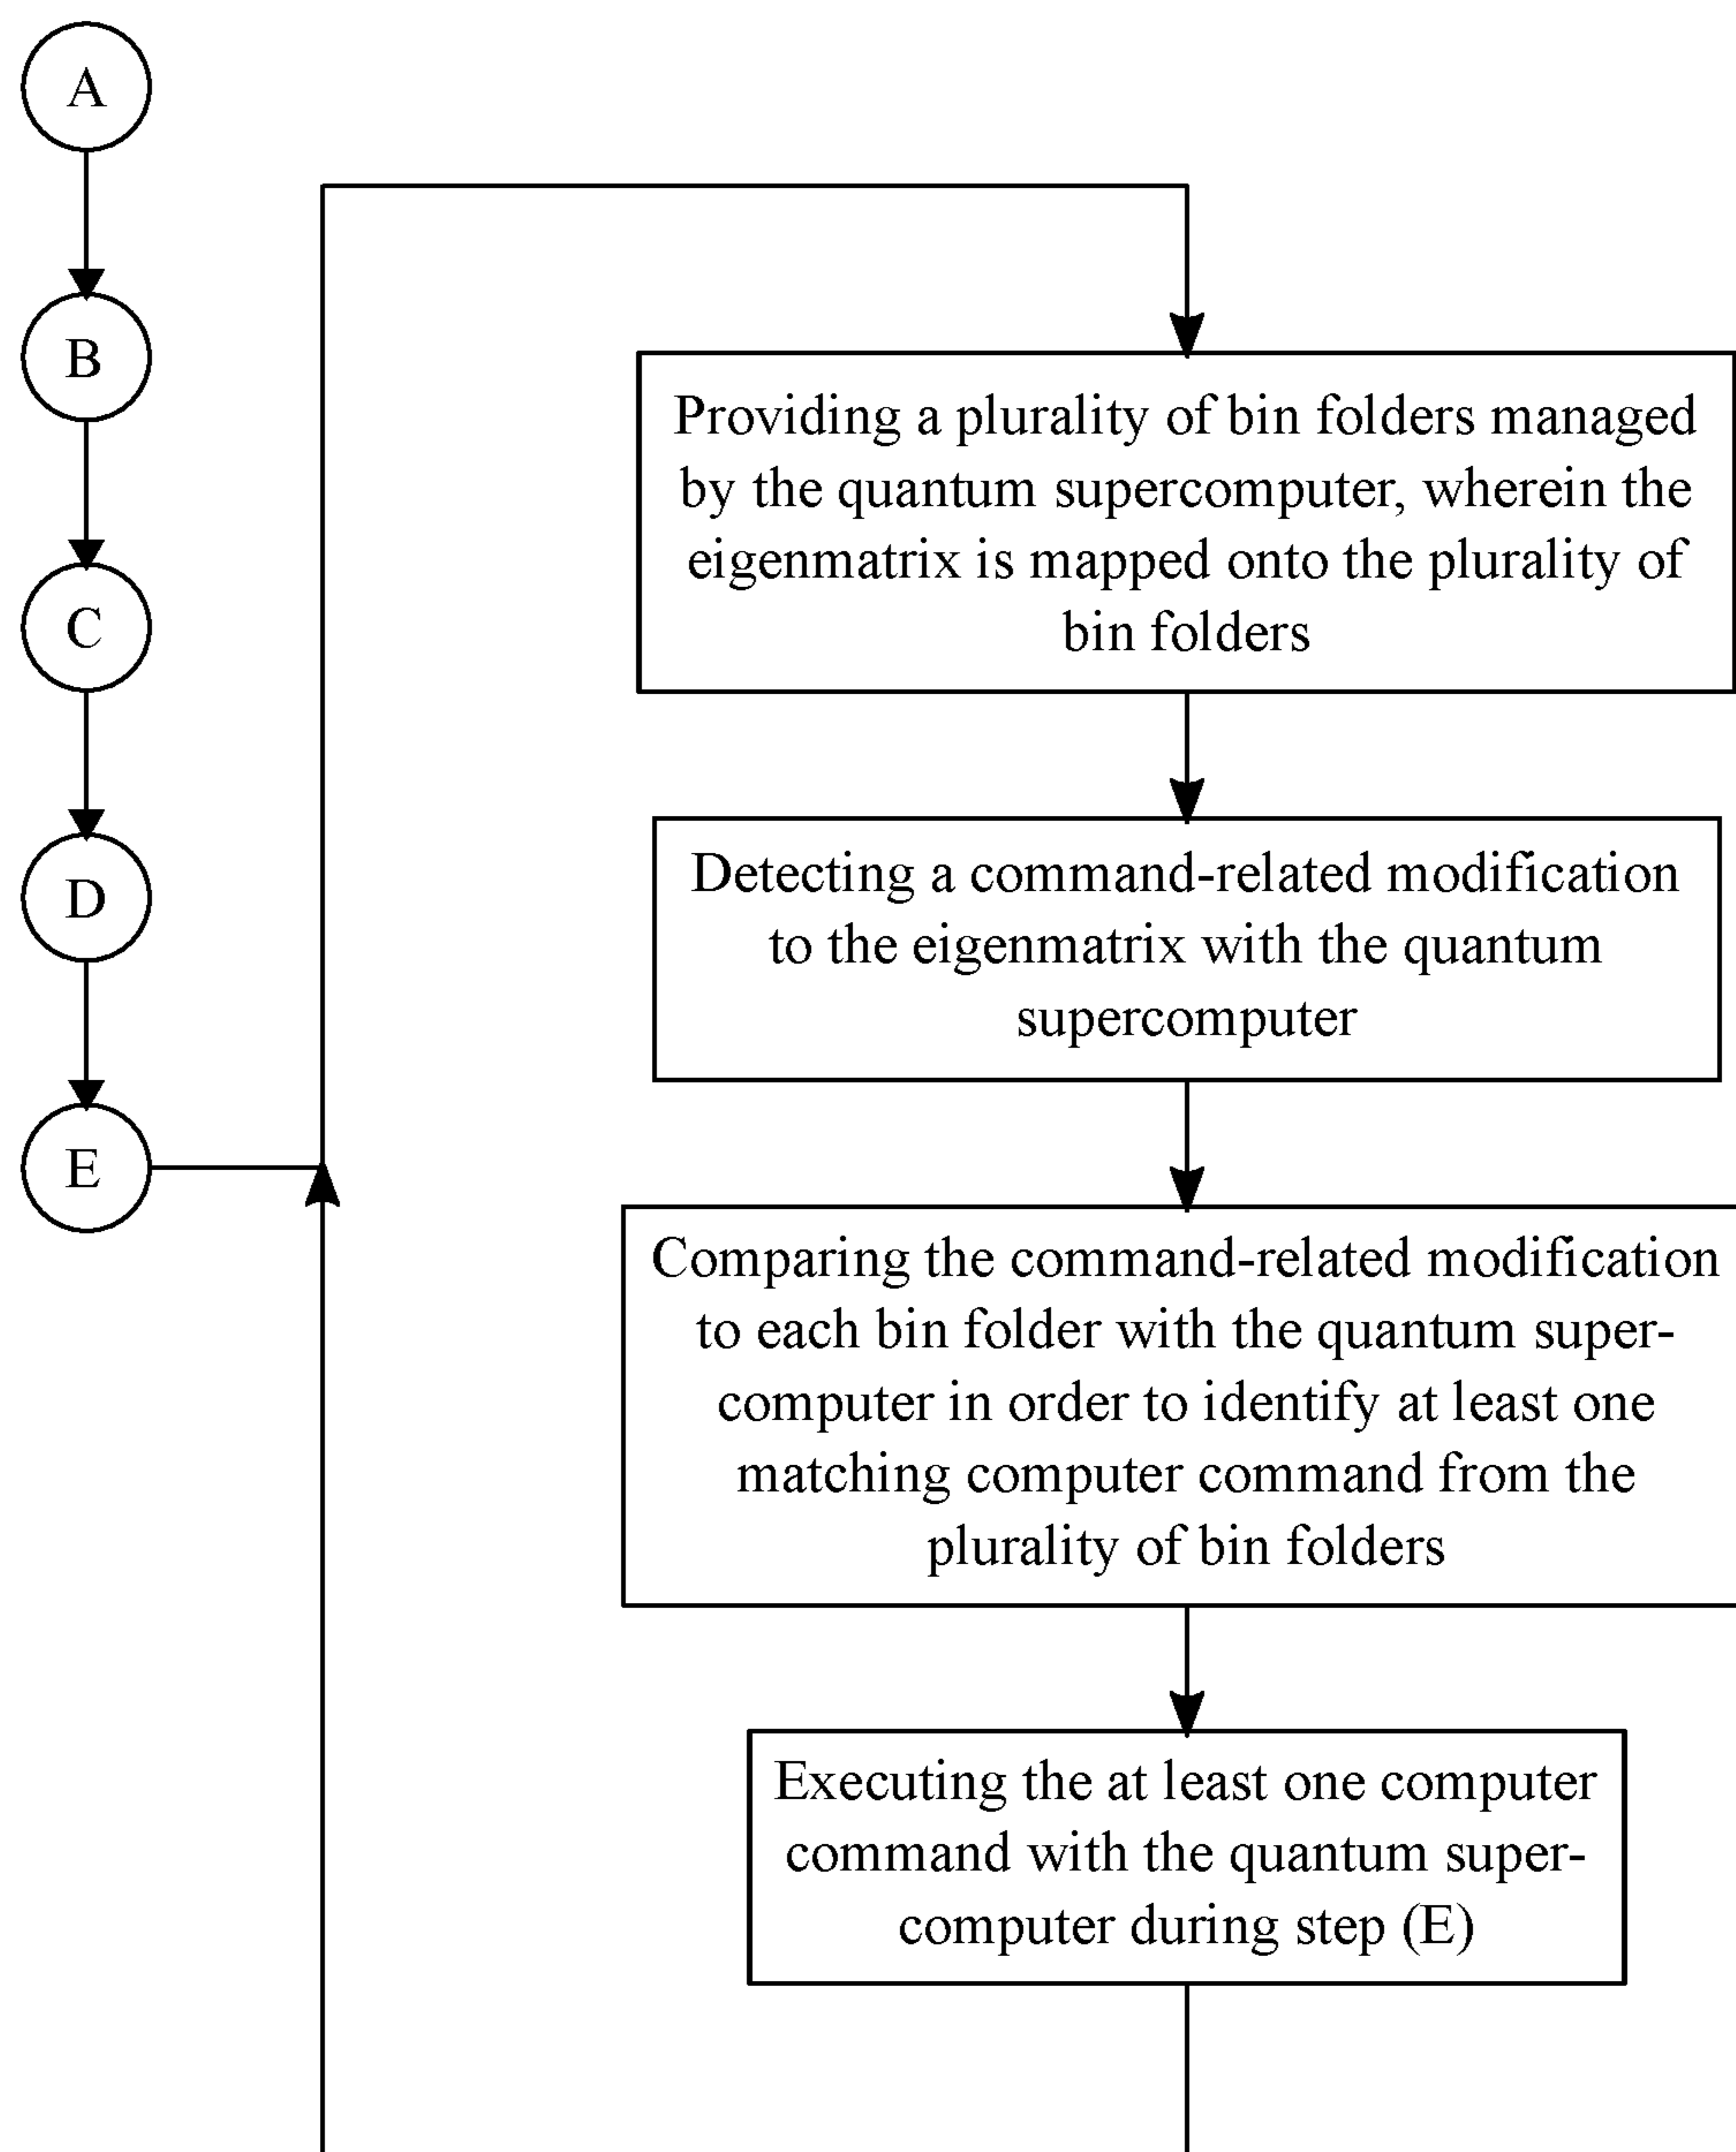 A
B
C
D
E
Providing a plurality of bin folders managed
by the quantum supercomputer, wherein the
eigenmatrix is mapped onto the plurality of
bin folders
Detecting a command-related modification
to the eigenmatrix with the quantum
supercomputer
Comparing the command-related modification
to each bin folder with the quantum super-
computer in order to identify at least one
matching computer command from the
plurality of bin folders
Executing the at least one computer
command with the quantum super-
computer during step (E)